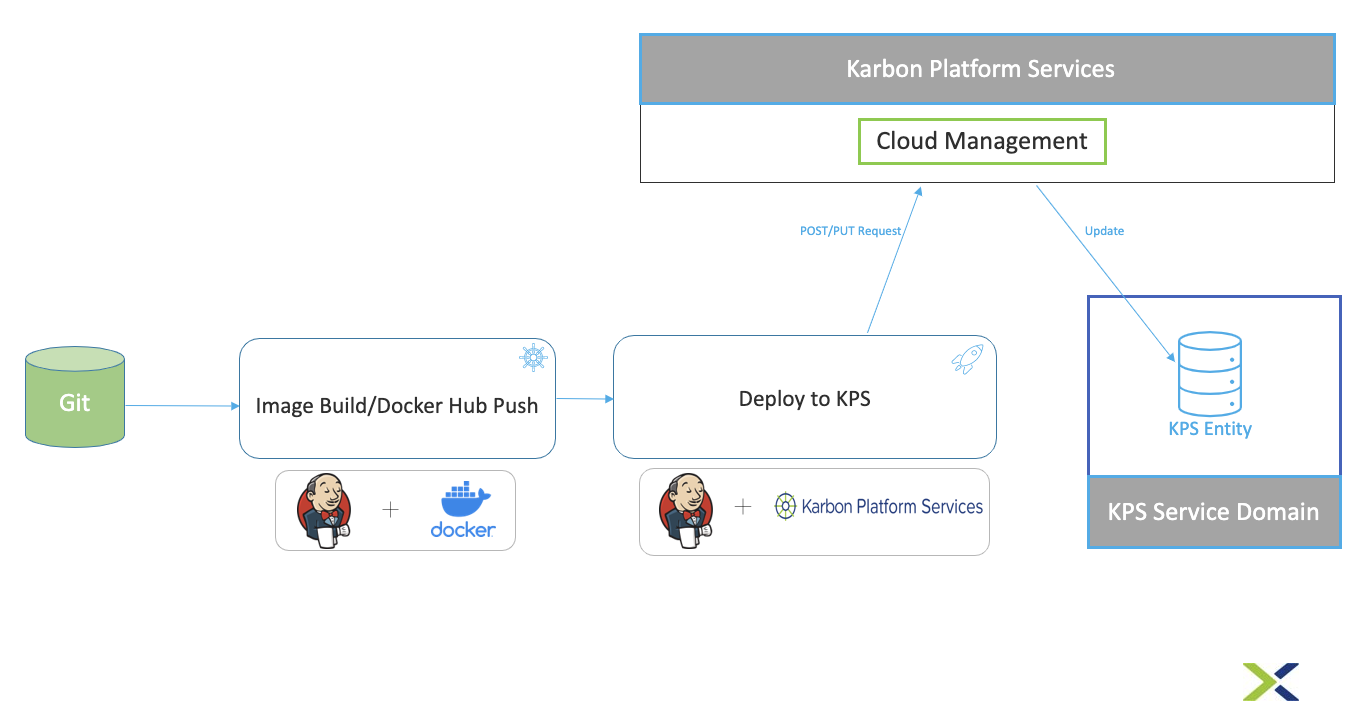 Karbon Platform Services
Cloud Management
POST/PUT Request
Update
Git
Image Build/Docker Hub Push
Deploy to KPS
KPS Entity
+
docker
+
Karbon Platform Services
KPS Service Domain